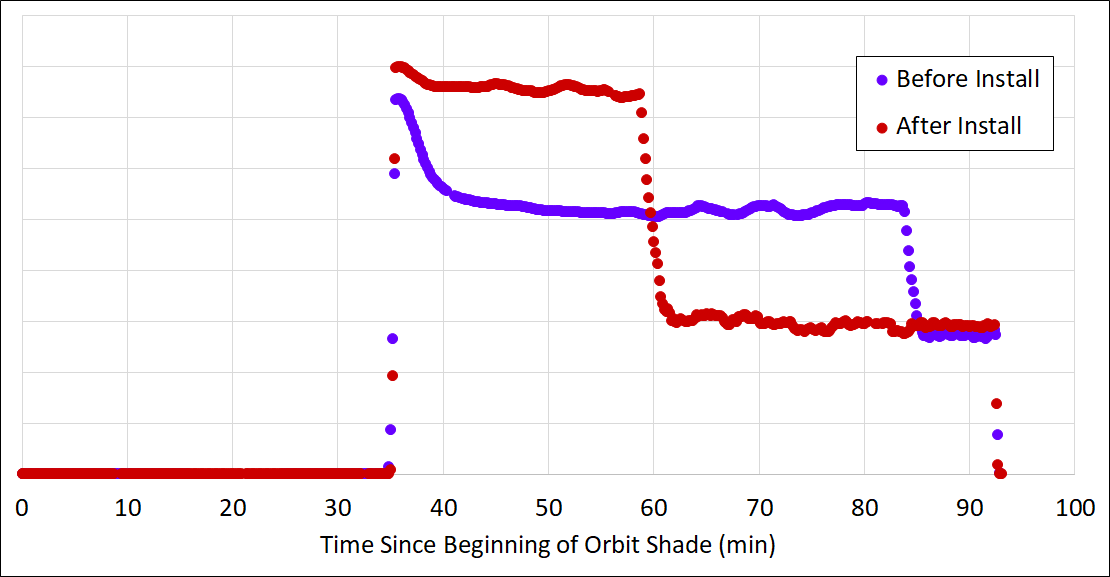 Before Install
After Install
0 10 20 30 40 50 60 70 80 90 100
Time Since Beginning of Orbit Shade (min)